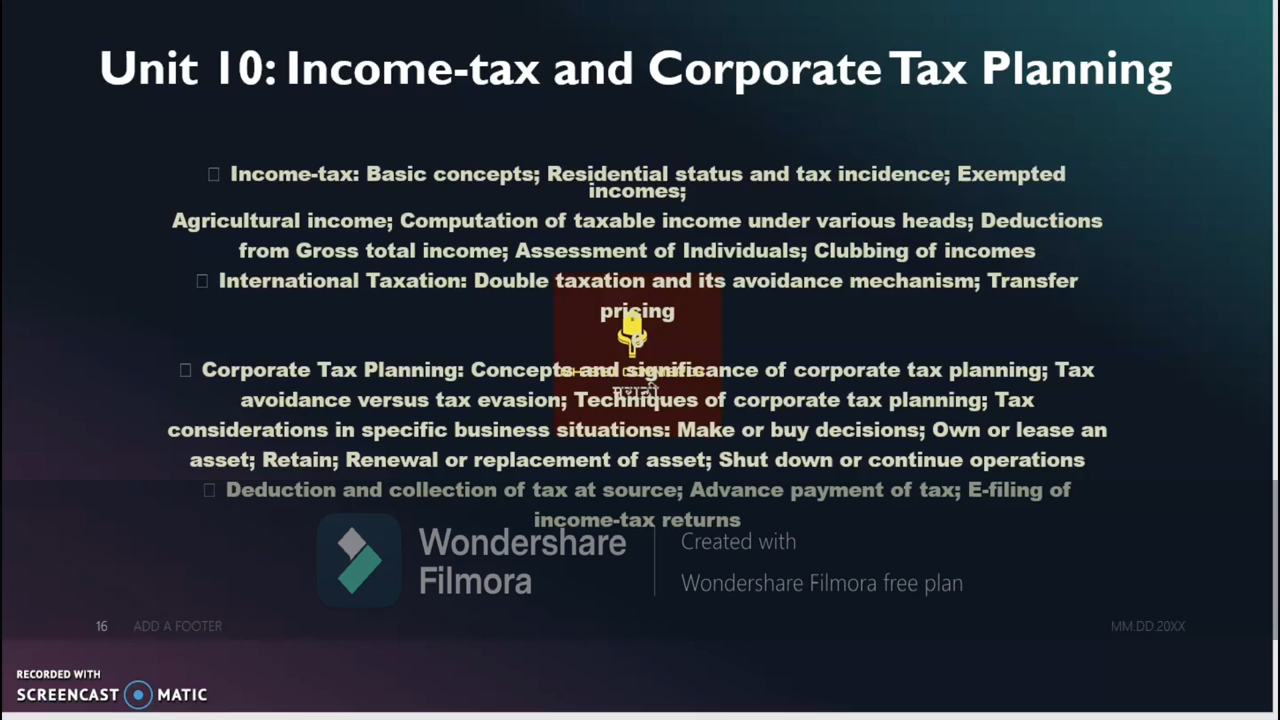 Unit 10: Income-tax and Corporate Tax Planning
Income-tax: Basic concepts; Residential status and tax incidence; Exempted
incomes;
Agricultural income; Computation of taxable income under various heads; Deductions
from Gross total income; Assessment of Individuals; Clubbing of incomes
International Taxation: Double taxation and its avoidance mechanism; Transfer
pricing
6
Corporate Tax Planning: Concepts and significance of corporate tax planning; Tax
मराठी
avoidance versus tax evasion; Techniques of corporate tax planning; Tax
considerations in specific business situations: Make or buy decisions; Own or lease an
asset; Retain; Renewal or replacement of asset; Shut down or continue operations
Deduction and collection of tax at source; Advance payment of tax; E-filing of
income-tax returns
Wondershare
Filmora
Created with
Wondershare Filmora free plan
16 ADD A FOOTER MM.DD.20XX
RECORDED WITH
SCREENCAST MATIC